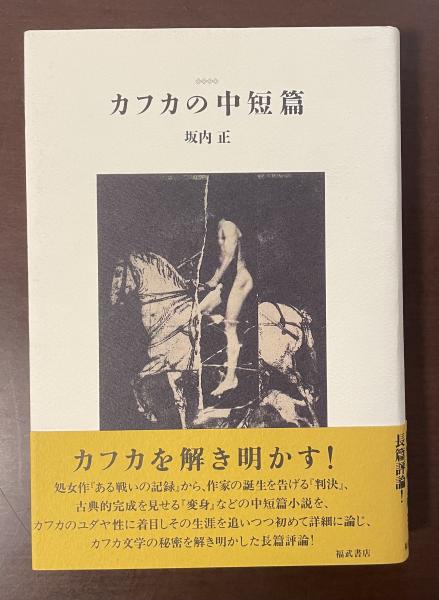 カフカの中短篇
坂内 正
カフカを解き明かす!
処女作『ある戦いの記録』から、作家の誕生を告げる『判決』、
古典的完成を見せる『変身』などの中短篇小説を、
カフカのユダヤ性に着目しその生涯を追いつつ初めて詳細に論じ、
カフカ文学の秘密を解き明かした長篇評論!
福武書店
長篇評論!